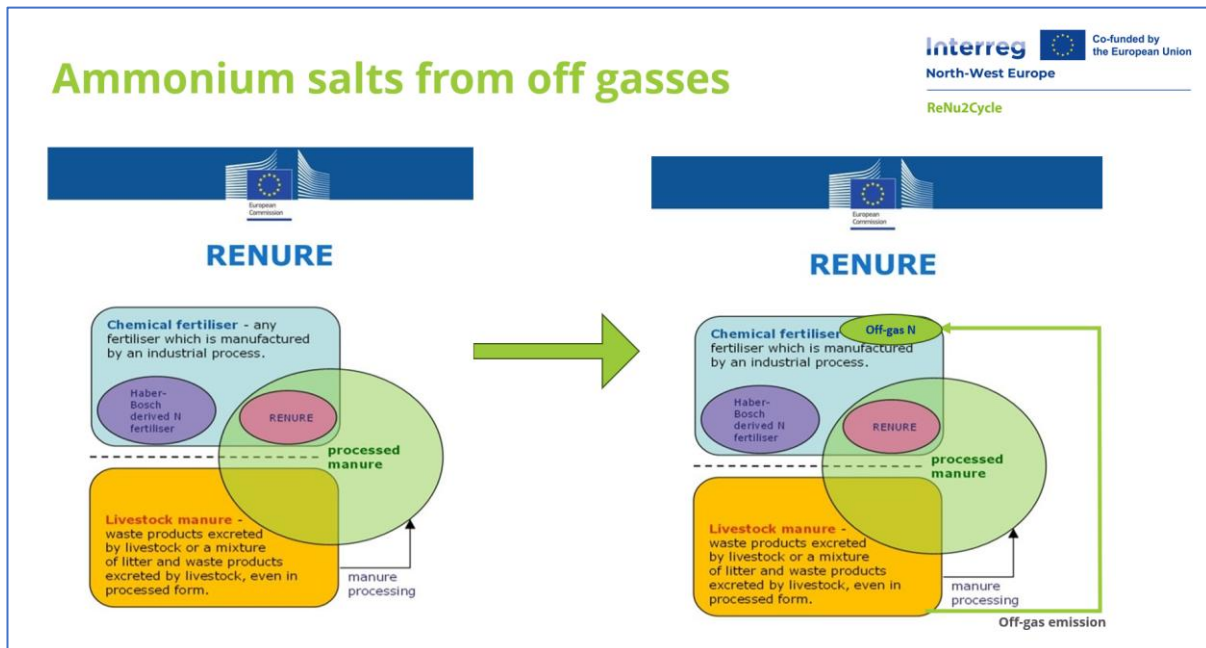 Ammonium salts from off gasses
Interreg
Co-funded by
the European Union
North-West Europe
ReNu2Cycle
European
Commission
RENURE
Chemical fertiliser - any
fertiliser which is manufactured
by an industrial process.
Haber-
Bosch
derived N
fertiliser
RENURE
processed
manure
Livestock manure -
waste products excreted
by livestock or a mixture
of litter and waste products
excreted by livestock, even in
processed form.
manure
processing
European
Commission
RENURE
Chemical fertiliser
Off-gas N
fertiliser which is manufactured
by an industrial process.
Haber-
Bosch
derived N
fertiliser
RENURE
processed
manure
Livestock manure -
waste products excreted
by livestock or a mixture
of litter and waste products
excreted by livestock, even in
processed form.
manure
processing
Off-gas emission